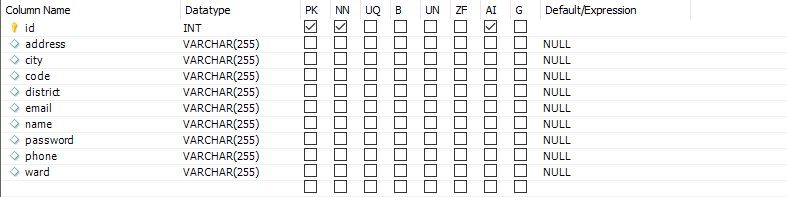 Column Name Datatype PK NN UQ B UN ZF AI G Default/Expression
id INT
address VARCHAR(255) NULL
city VARCHAR(255) NULL
code VARCHAR(255) NULL
district VARCHAR(255) NULL
email VARCHAR(255) NULL
name VARCHAR(255) NULL
password VARCHAR(255) NULL
phone VARCHAR(255) NULL
ward VARCHAR(255) NULL